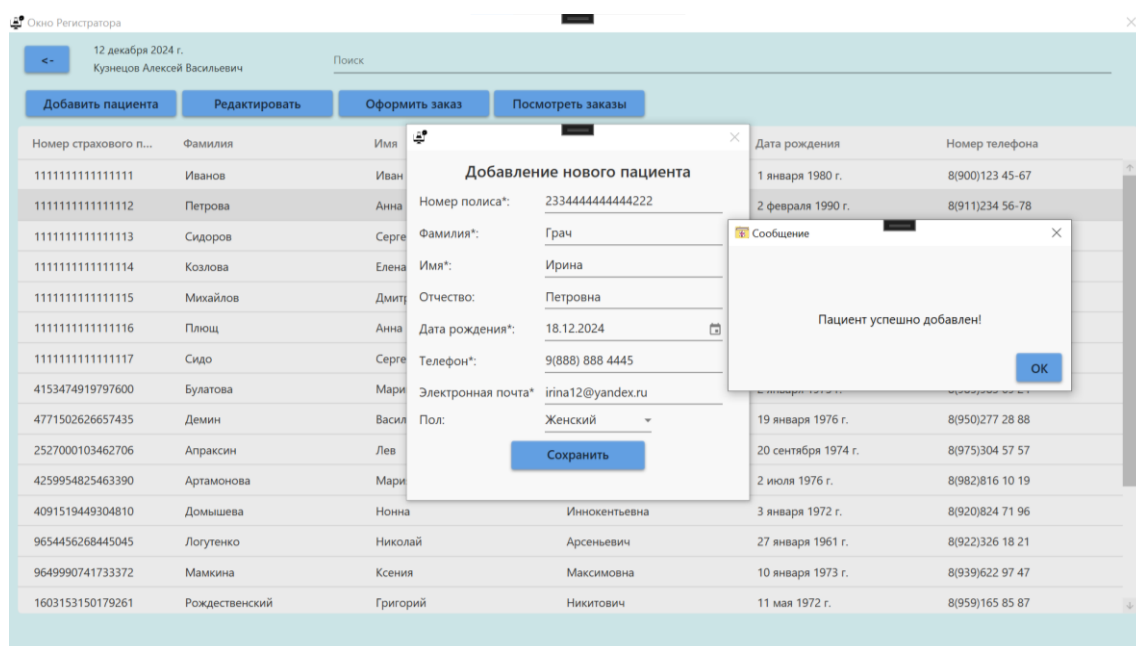 Окно Регистратора
<- 12 декабря 2024 г.
Кузнецов Алексей Васильевич
Поиск
Добавить пациента Редактировать Оформить заказ Посмотреть заказы
Номер страхового п... Фамилия Имя Дата рождения Номер телефона
1111111111111111 Иванов Иван 1 января 1980 г. 8(900)123 45-67
1111111111111112 Петрова Анна 2 февраля 1990 г. 8(911)234 56-78
1111111111111113 Сидоров Серге
1111111111111114 Козлова Елена
1111111111111115 Михайлов Дмитр
1111111111111116 Плющ Анна
1111111111111117 Сидо Серге
4153474919797600 Булатова Мари
4771502626657435 Демин Васил 19 января 1976 г. 8(950)277 28 88
2527000103462706 Апраксин Лев 20 сентября 1974 г. 8(975)304 57 57
4259954825463390 Артамонова Мари 2 июля 1976 г. 8(982)816 10 19
4091519449304810 Домышева Нонна Иннокентьевна 3 января 1972 г. 8(920)824 71 96
9654456268445045 Логутенко Николай Арсеньевич 27 января 1961 г. 8(922)326 18 21
9649990741733372 Мамкина Ксения Максимовна 10 января 1973 г. 8(939)622 97 47
1603153150179261 Рождественский Григорий Никитович 11 мая 1972 г. 8(959)165 85 87
Добавление нового пациента
Номер полиса*: 2334444444444222
Фамилия*: Грач
Имя*: Ирина
Отчество: Петровна
Дата рождения*: 18.12.2024
Телефон*: 9(888) 888 4445
Электронная почта* irina12@yandex.ru
Пол: Женский
Сохранить
Сообщение
Пациент успешно добавлен!
ОК